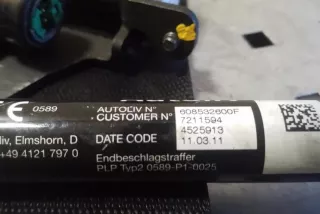 0589
AUTOLIV N° 608532600F
CUSTOMER N° 7211594
4525913
liv, Elmshorn, D
DATE CODE 11.03.11
+49 4121 797 0
Endbeschlagstraffer
PLP Typ2 0589-P1-0025